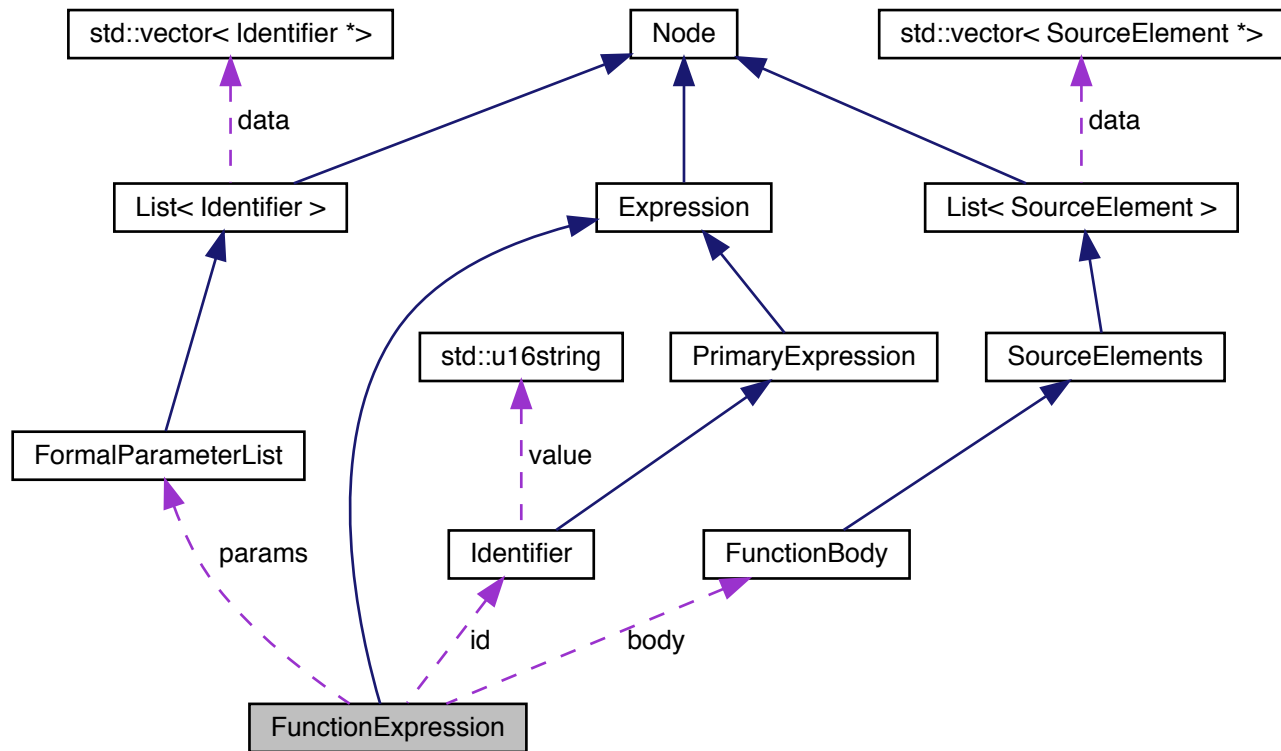 std::vector< Identifier *>
Node
std::vector< SourceElement *>
data
data
List< Identifier >
Expression
List< SourceElement >
std::u16string
PrimaryExpression
SourceElements
FormalParameterList
value
Identifier
FunctionBody
params
id
body
FunctionExpression